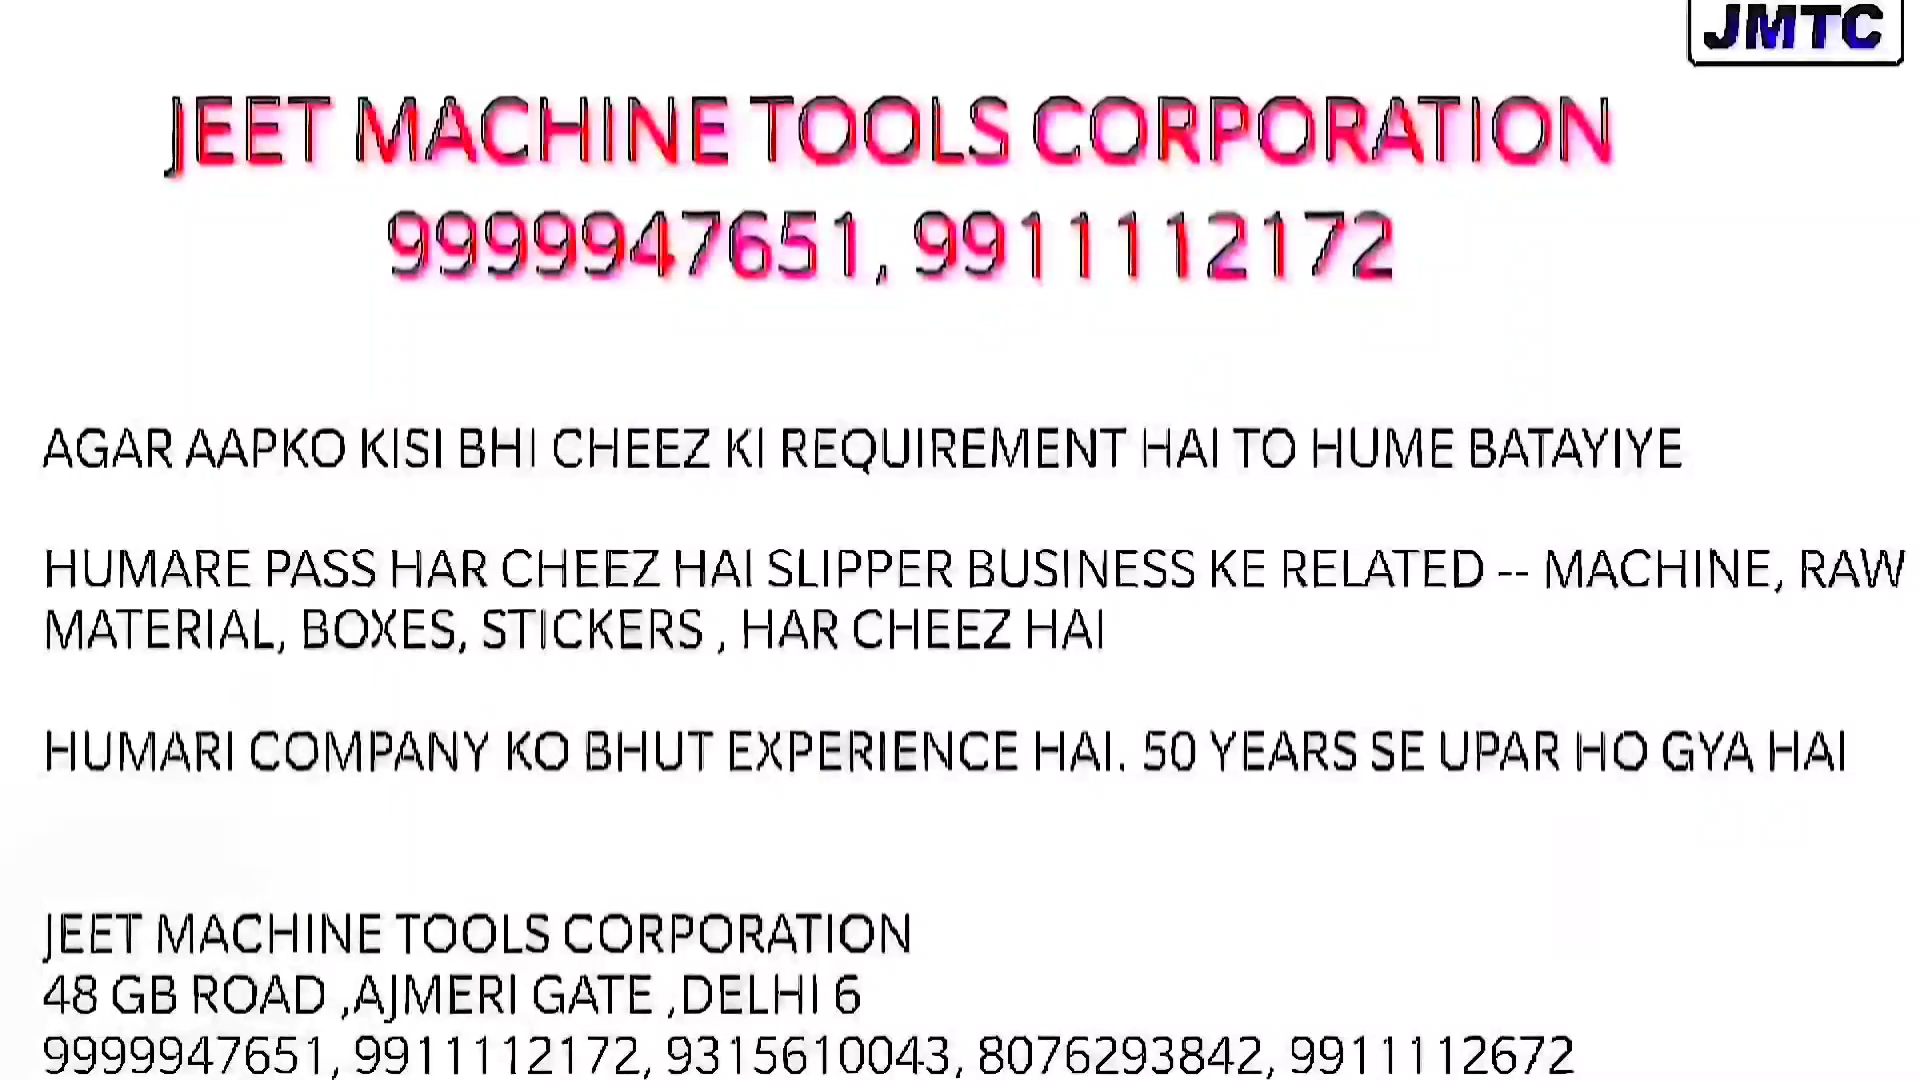 JMTC
JEET MACHINE TOOLS CORPORATION
9999947651, 9911112172
AGAR AAPKO KISI BHI CHEEZ KI REQUIREMENT HAI TO HUME BATAYIYE
HUMARE PASS HAR CHEEZ HAI SLIPPER BUSINESS KE RELATED -- MACHINE, RAW
MATERIAL, BOXES, STICKERS , HAR CHEEZ HAI
HUMARI COMPANY KO BHUT EXPERIENCE HAI. 50 YEARS SE UPAR HO GYA HAI
JEET MACHINE TOOLS CORPORATION
48 GB ROAD ,AJMERI GATE ,DELHI 6
9999947651, 9911112172, 9315610043, 8076293842, 9911112672